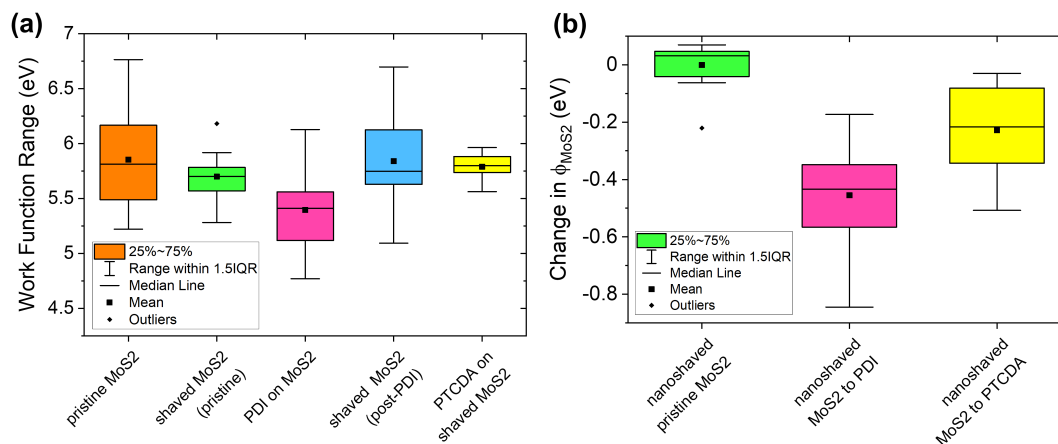 (a)
Work Function Range (eV)
7
6.5
6
5.5
5
4.5
25%~75%
Range within 1.5IQR
Median Line
Mean
Outliers
pristine MoS2
shaved MoS2
(pristine)
PDI on MoS2
shaved MoS2
(post-PDI)
PTCDA on
shaved MoS2
(b)
Change in ϕMoS2 (eV)
0
-0.2
-0.4
-0.6
-0.8
25%~75%
Range within 1.5IQR
Median Line
Mean
Outliers
nanoshaved
pristine MoS2
nanoshaved
MoS2 to PDI
nanoshaved
MoS2 to PTCDA